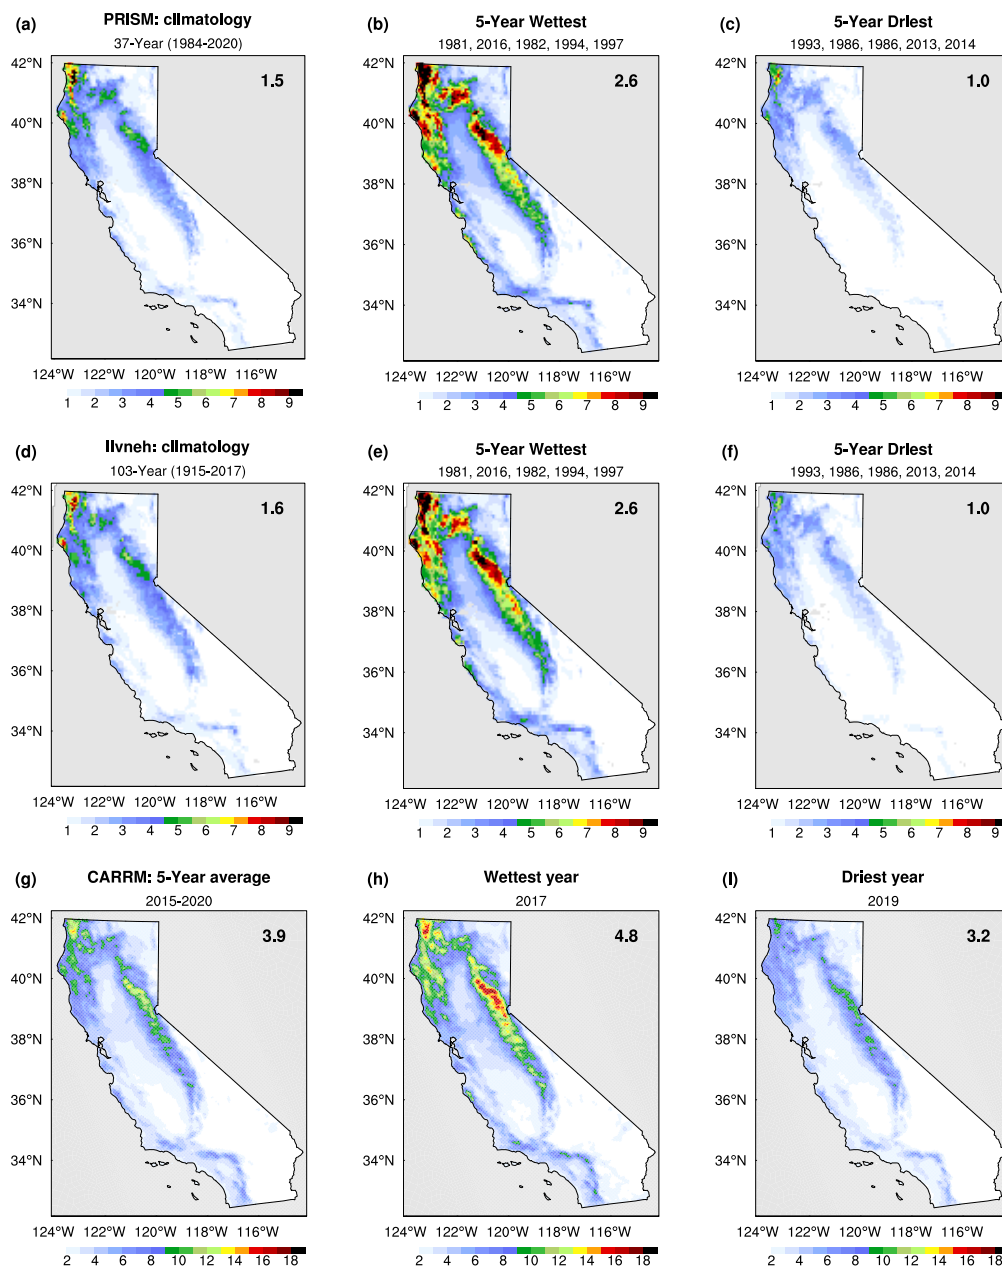 (a) PRISM: clImatology
37-Year (1984-2020)
(b) 5-Year Wettest
1981, 2016, 1982, 1994, 1997
(c) 5-Year DrIest
1993, 1986, 1986, 2013, 2014
42°N 1.5 2.6 1.0
40°N 40°N 40°N
38°N 38°N 38°N
36°N 36°N 36°N
34°N 34°N 34°N
42°N 42°N
124°W 122°W 120°W 118°W 116°W
124°W 122°W 120°W 118°W 116°W
124°W 122°W 120°W 118°W 116°W
1 2 3 4 5 6 7 8 9
1 2 3 4 5 6 7 8 9
1 2 3 4 5 6 7 8 9
(d) lIvneh: clImatology
103-Year (1915-2017)
(e) 5-Year Wettest
1981, 2016, 1982, 1994, 1997
(f) 5-Year DrIest
1993, 1986, 1986, 2013, 2014
42°N 1.6 42°N 2.6 42°N 1.0
40°N 40°N 40°N
38°N 38°N 38°N
36°N 36°N 36°N
34°N 34°N 34°N
124°W 122°W 120°W 118°W 116°W
124°W 122°W 120°W 118°W 116°W
124°W 122°W 120°W 118°W 116°W
1 2 3 4 5 6 7 8 9
1 2 3 4 5 6 7 8 9
1 2 3 4 5 6 7 8 9
(g) CARRM: 5-Year average
2015-2020
(h) Wettest year
2017
(I) Driest year
2019
42°N 3.9 42°N 4.8 42°N 3.2
40°N 40°N 40°N
38°N 38°N 38°N
36°N 36°N 36°N
34°N 34°N 34°N
124°W 122°W 120°W 118°W 116°W
124°W 122°W 120°W 118°W 116°W
124°W 122°W 120°W 118°W 116°W
2 4 6 8 10 12 14 16 18
2 4 6 8 10 12 14 16 18
2 4 6 8 10 12 14 16 18